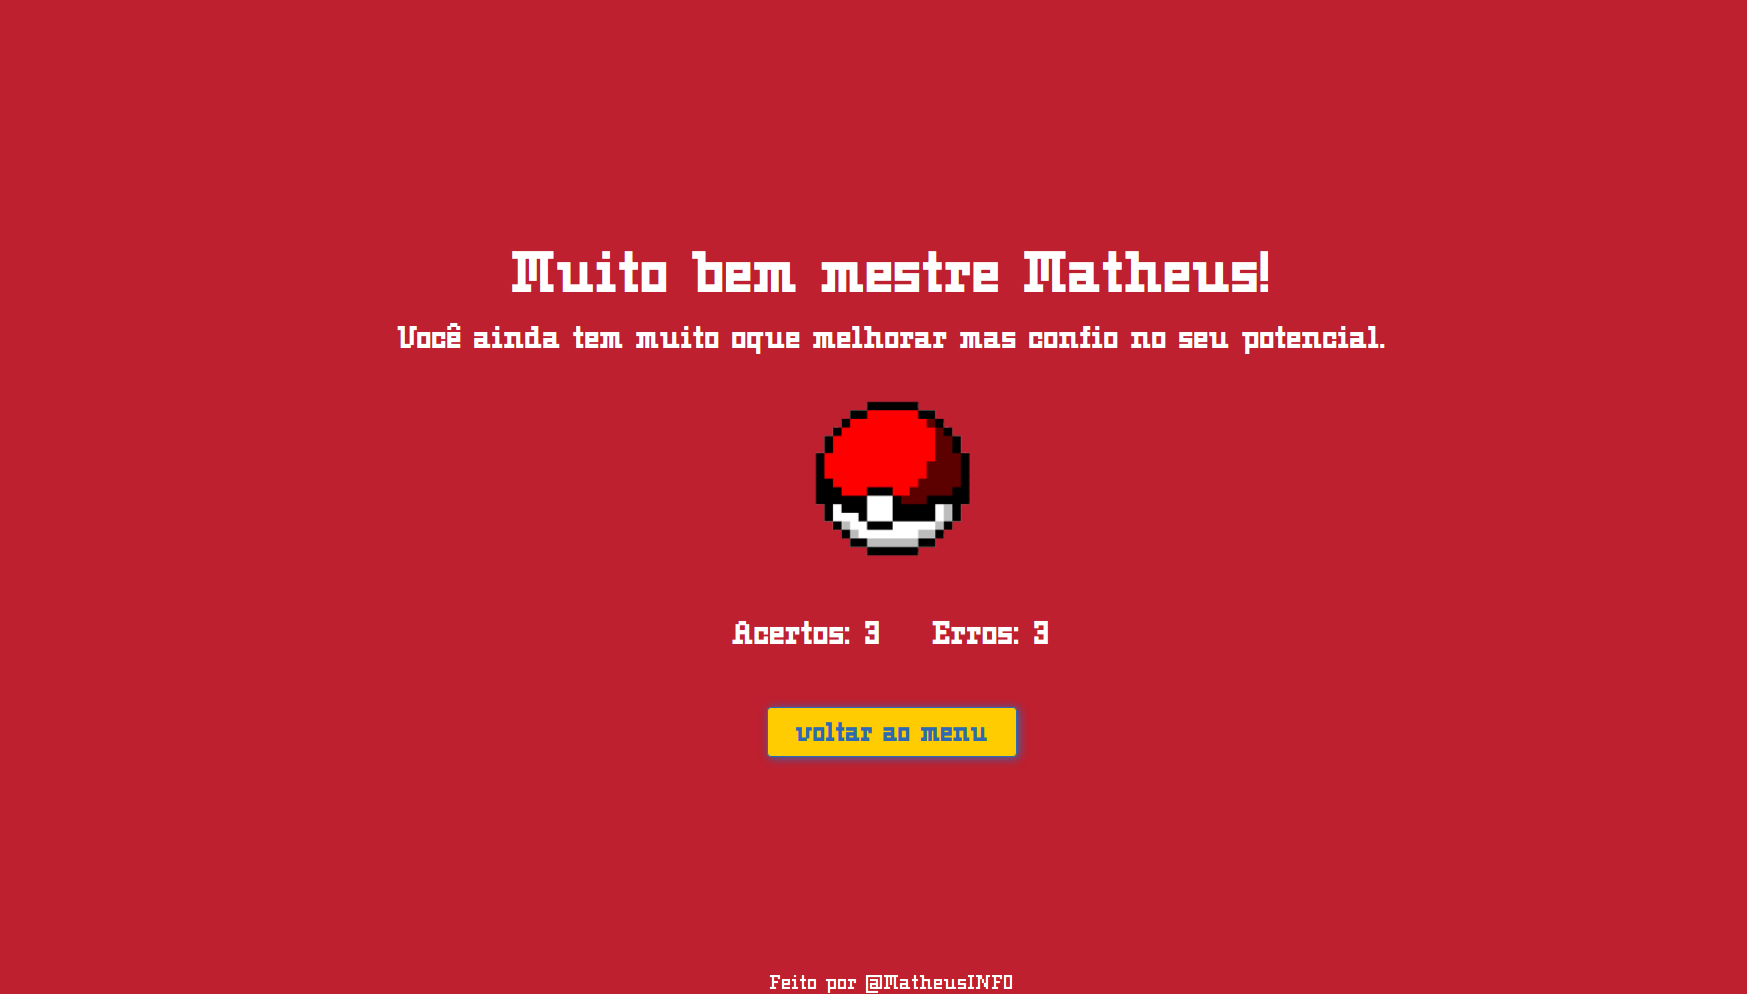 Muito bem mestre Matheus!
Você ainda tem muito oque melhorar mas confio no seu potencial.
Acertos: 3 Erros: 3
voltar ao menu
Feito por @MatheusINFO